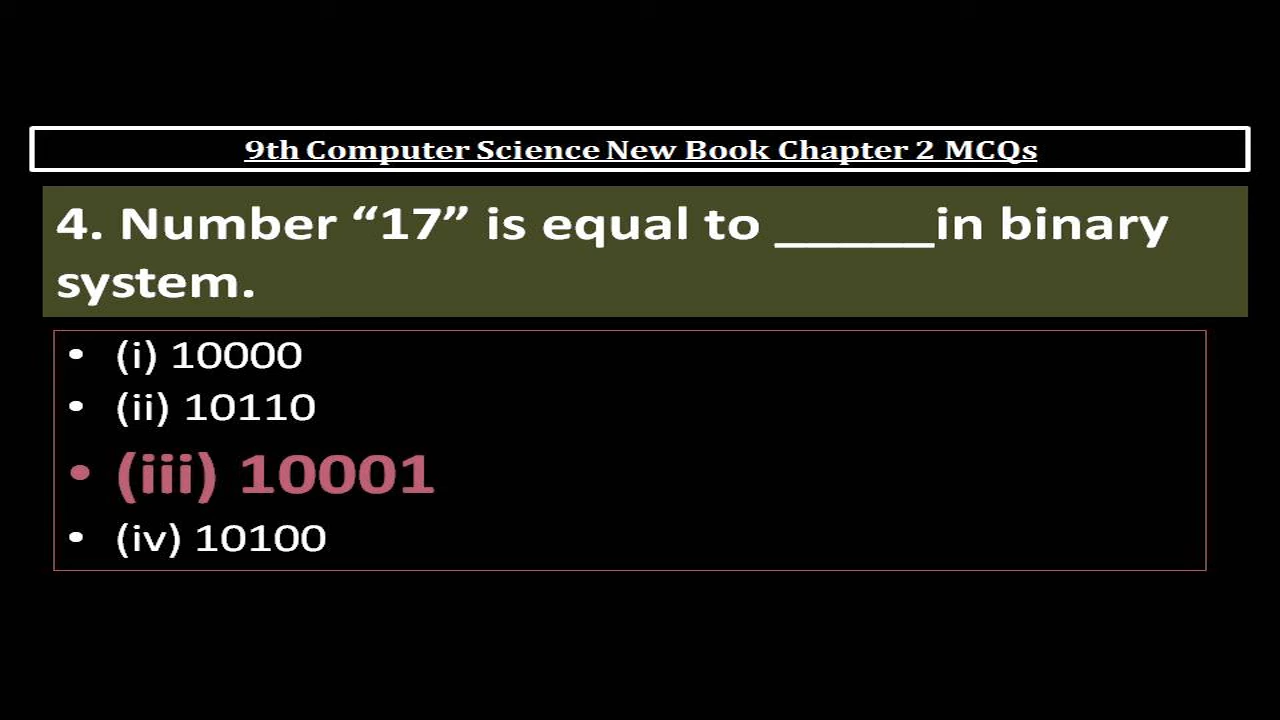 9th Computer Science New Book Chapter 2 MCQs
4. Number “17” is equal to ______in binary
system.
• (i) 10000
• (ii) 10110
• (iii) 10001
• (iv) 10100